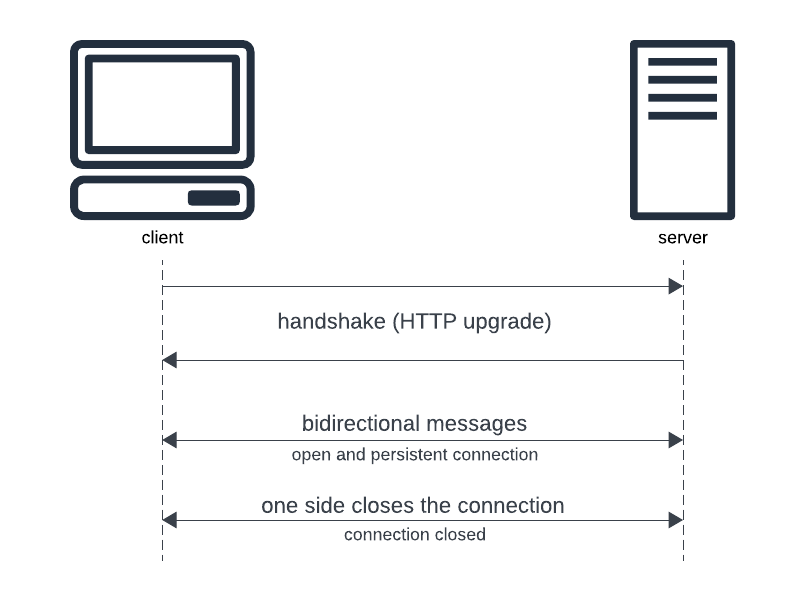 client
server
handshake (HTTP upgrade)
bidirectional messages
open and persistent connection
one side closes the connection
connection closed